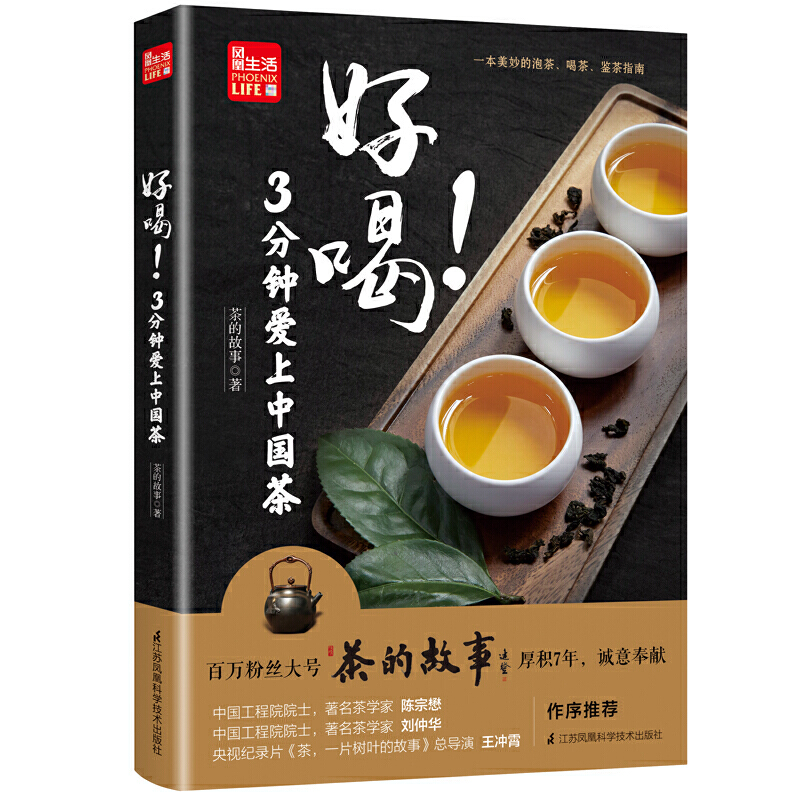 凤凰生活
PHOENIX
LIFE
一本美妙的泡茶、喝茶、鉴茶指南
好喝！
3分钟爱上中国茶
茶的故事◎著
好喝！3分钟爱上中国茶
茶的故事◎著
江苏凤凰科学技术出版社
百万粉丝大号
茶的故事
厚积7年，诚意奉献
中国工程院院士，著名茶学家 陈宗懋
中国工程院院士，著名茶学家 刘仲华
央视纪录片《茶，一片树叶的故事》总导演 王冲霄
作序推荐
江苏凤凰科学技术出版社